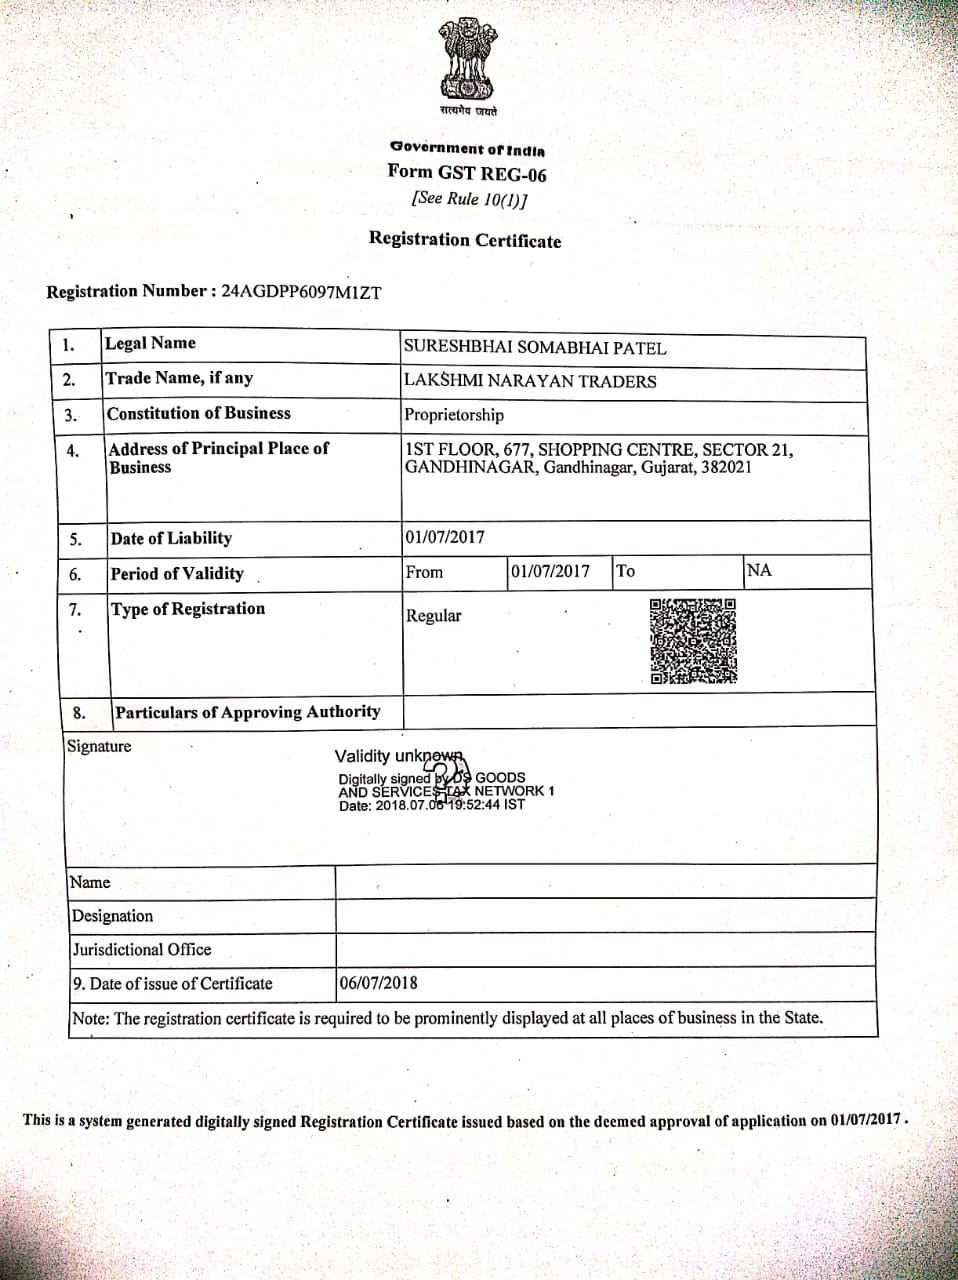 सत्यमेव जयते
Government of India
Form GST REG-06
[See Rule 10(1)]
Registration Certificate
Registration Number : 24AGDPP6097M1ZT
1. Legal Name SURESHBHAI SOMABHAI PATEL
2. Trade Name, if any LAKSHMI NARAYAN TRADERS
3. Constitution of Business Proprietorship
4. Address of Principal Place of Business 1ST FLOOR, 677, SHOPPING CENTRE, SECTOR 21,
GANDHINAGAR, Gandhinagar, Gujarat, 382021
5. Date of Liability 01/07/2017
6. Period of Validity From 01/07/2017 To NA
7. Type of Registration Regular
8. Particulars of Approving Authority
Signature
Validity unknown
Digitally signed by DS GOODS
AND SERVICES TAX NETWORK 1
Date: 2018.07.06 19:52:44 IST
Name
Designation
Jurisdictional Office
9. Date of issue of Certificate 06/07/2018
Note: The registration certificate is required to be prominently displayed at all places of business in the State.
This is a system generated digitally signed Registration Certificate issued based on the deemed approval of application on 01/07/2017 .